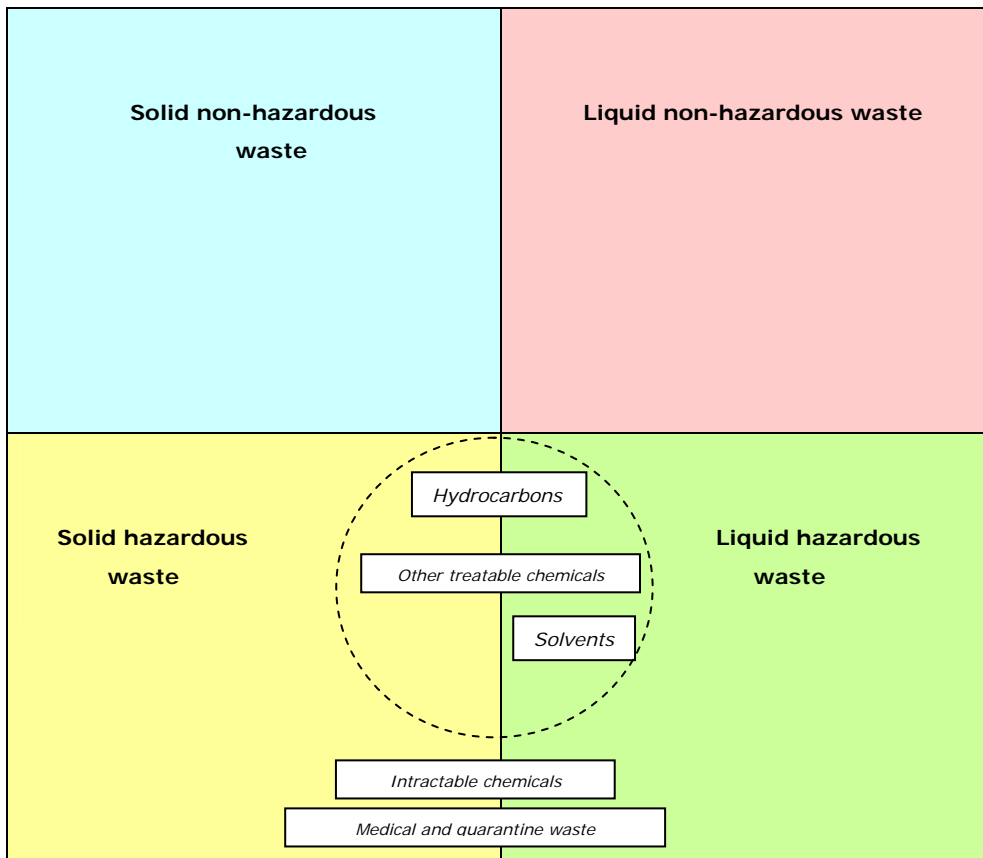 Solid non-hazardous
waste
Liquid non-hazardous waste
Hydrocarbons
Solid hazardous
waste
Liquid hazardous
waste
Other treatable chemicals
Solvents
Intractable chemicals
Medical and quarantine waste